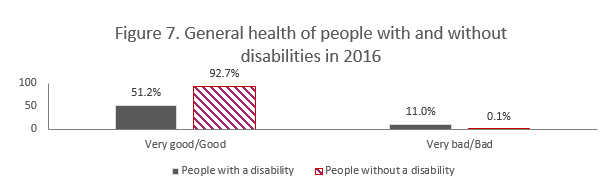 Figure 7. General health of people with and without
disabilities in 2016
92.7%
100
51.2%
50
11.0%
0.1%
0
Very good/Good
Very bad/Bad
People with a disability
People without a disability